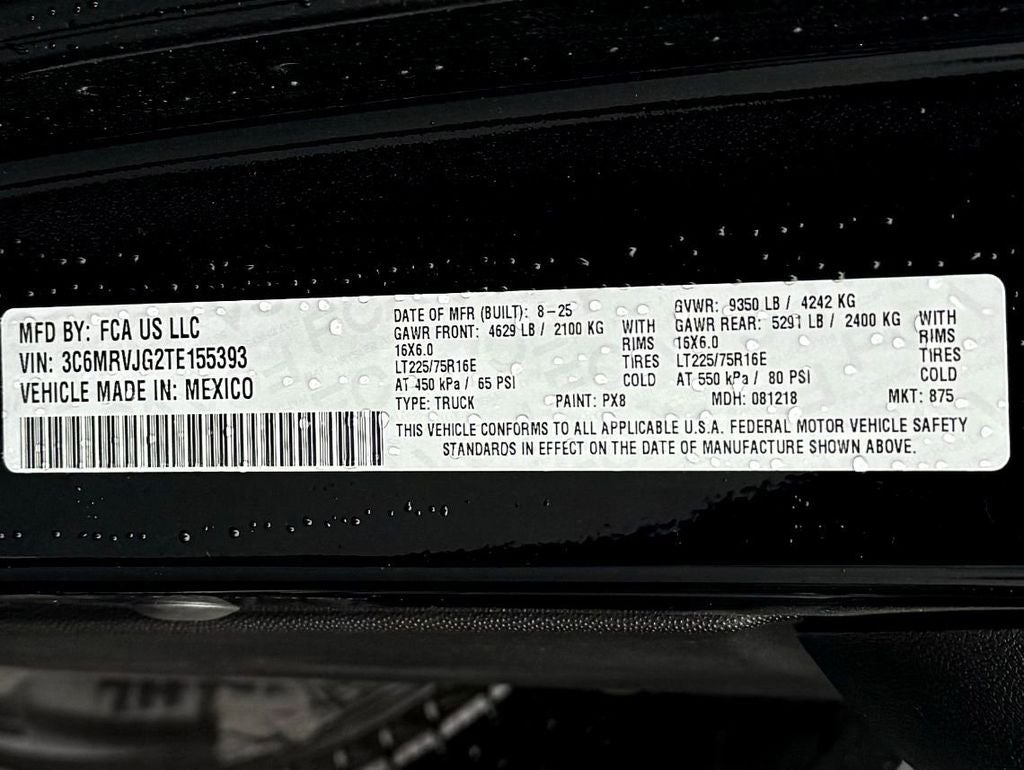 MFD BY: FCA US LLC
VIN: 3C6MRVJG2TE155393
VEHICLE MADE IN: MEXICO
DATE OF MFR (BUILT): 8-25
GAWR FRONT: 4629 LB / 2100 KG WITH
16X6.0 RIMS
LT225/75R16E TIRES
AT 450 kPa / 65 PSI COLD
GVWR: 9350 LB / 4242 KG
GAWR REAR: 5291 LB / 2400 KG WITH
16X6.0 RIMS
LT225/75R16E TIRES
AT 550 kPa / 80 PSI COLD
TYPE: TRUCK PAINT: PX8 MDH: 081218 MKT: 875
THIS VEHICLE CONFORMS TO ALL APPLICABLE U.S.A. FEDERAL MOTOR VEHICLE SAFETY
STANDARDS IN EFFECT ON THE DATE OF MANUFACTURE SHOWN ABOVE.